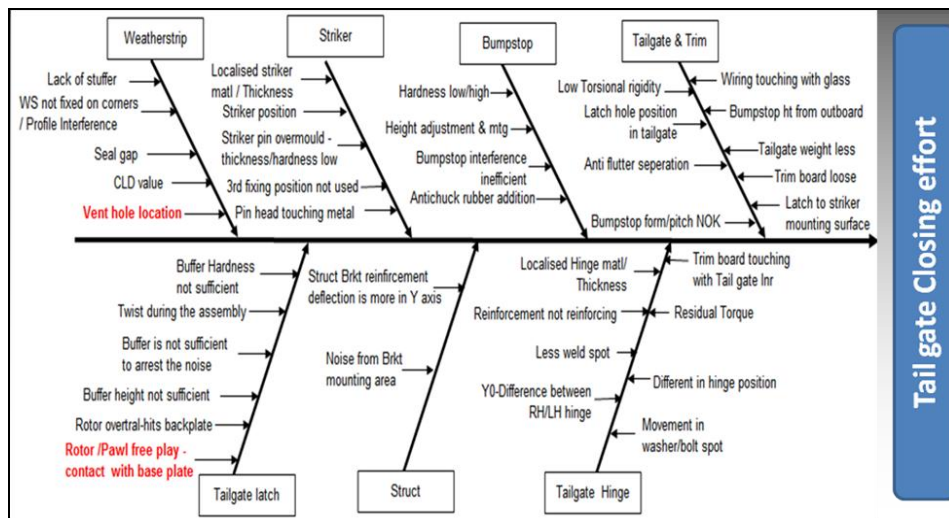 Weatherstrip
Lack of stuffer
WS not fixed on corners
/ Profile Interference
Seal gap
CLD value
Vent hole location
Striker
Localised striker
matl / Thickness
Striker position
Striker pin overmould -
thickness/hardness low
3rd fixing position not used
Pin head touching metal
Bumpstop
Hardness low/high
Height adjustment & mtg
Bumpstop interference
inefficient
Antichuck rubber addition
Tailgate & Trim
Low Torsional rigidity
Latch hole position
in tailgate
Anti flutter seperation
Bumpstop form/pitch NOK
Wiring touching with glass
Bumpstop ht from outboard
Tailgate weight less
Trim board loose
Latch to striker
mounting surface
Buffer Hardness
not sufficient
Twist during the assembly
Buffer is not sufficient
to arrest the noise
Buffer height not sufficient
Rotor overtral-hits backplate
Rotor /Pawl free play -
contact with base plate
Tailgate latch
Struct Brkt reinfircement
deflection is more in Y axis
Noise from Brkt
mounting area
Struct
Localised Hinge matl/
Thickness
Reinforcement not reinforcing
Less weld spot
Y0-Difference between
RH/LH hinge
Trim board touching
with Tail gate Inr
Residual Torque
Different in hinge position
Movement in
washer/bolt spot
Tailgate Hinge
Tail gate Closing effort